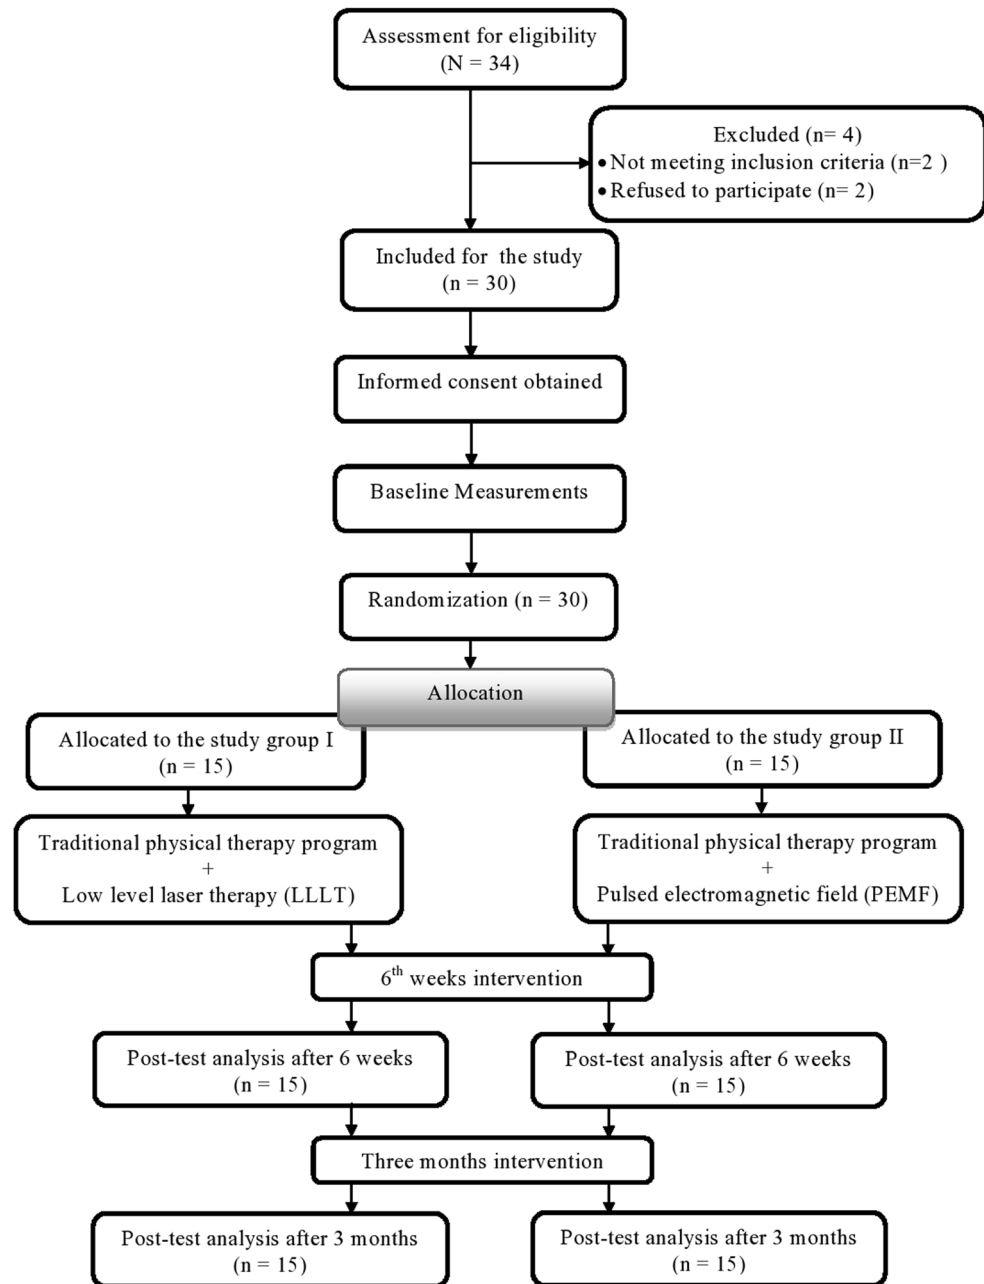 Assessment for eligibility
(N = 34)
Excluded (n= 4)
• Not meeting inclusion criteria (n=2 )
• Refused to participate (n= 2)
Included for the study
(n = 30)
Informed consent obtained
Baseline Measurements
Randomization (n = 30)
Allocation
Allocated to the study group I
(n = 15)
Allocated to the study group II
(n = 15)
Traditional physical therapy program
+
Low level laser therapy (LLLT)
Traditional physical therapy program
+
Pulsed electromagnetic field (PEMF)
6th weeks intervention
Post-test analysis after 6 weeks
(n = 15)
Post-test analysis after 6 weeks
(n = 15)
Three months intervention
Post-test analysis after 3 months
(n = 15)
Post-test analysis after 3 months
(n = 15)